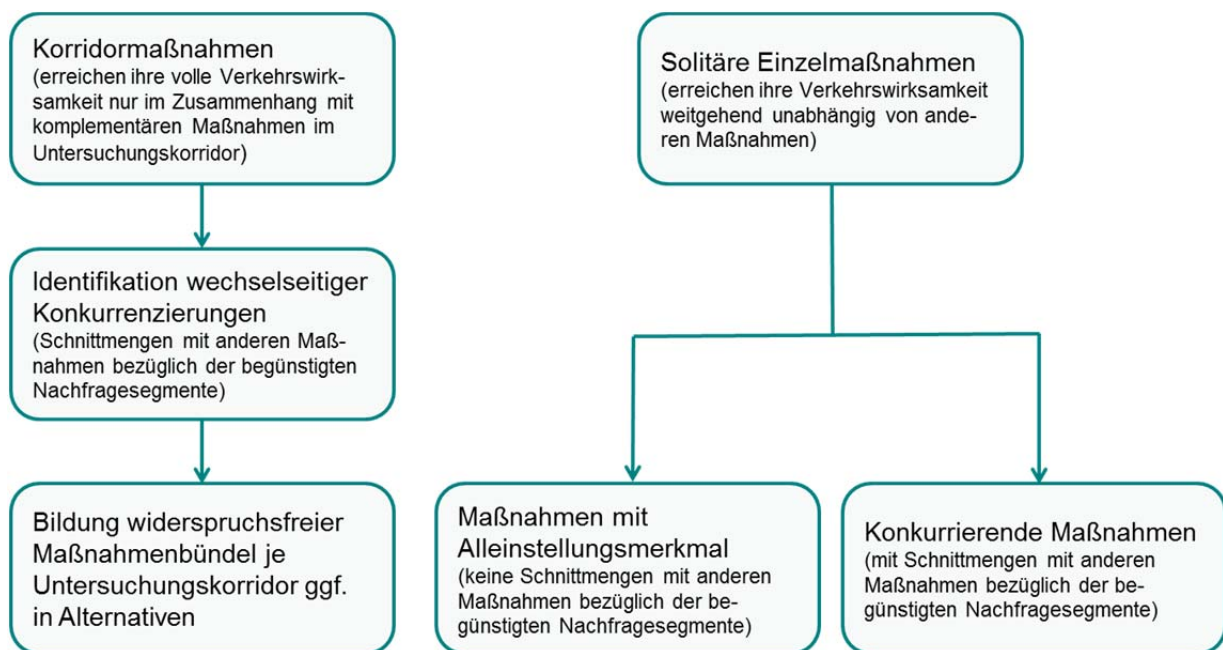 Korridormaßnahmen
(erreichen ihre volle Verkehrswirk-
samkeit nur im Zusammenhang mit
komplementären Maßnahmen im
Untersuchungskorridor)
Identifikation wechselseitiger
Konkurrenzierungen
(Schnittmengen mit anderen Maß-
nahmen bezüglich der begünstigten
Nachfragesegmente)
Bildung widerspruchsfreier
Maßnahmenbündel je
Untersuchungskorridor ggf.
in Alternativen
Solitäre Einzelmaßnahmen
(erreichen ihre Verkehrswirksamkeit
weitgehend unabhängig von ande-
ren Maßnahmen)
Maßnahmen mit
Alleinstellungsmerkmal
(keine Schnittmengen mit anderen
Maßnahmen bezüglich der be-
günstigten Nachfragesegmente)
Konkurrierende Maßnahmen
(mit Schnittmengen mit anderen
Maßnahmen bezüglich der be-
günstigten Nachfragesegmente)